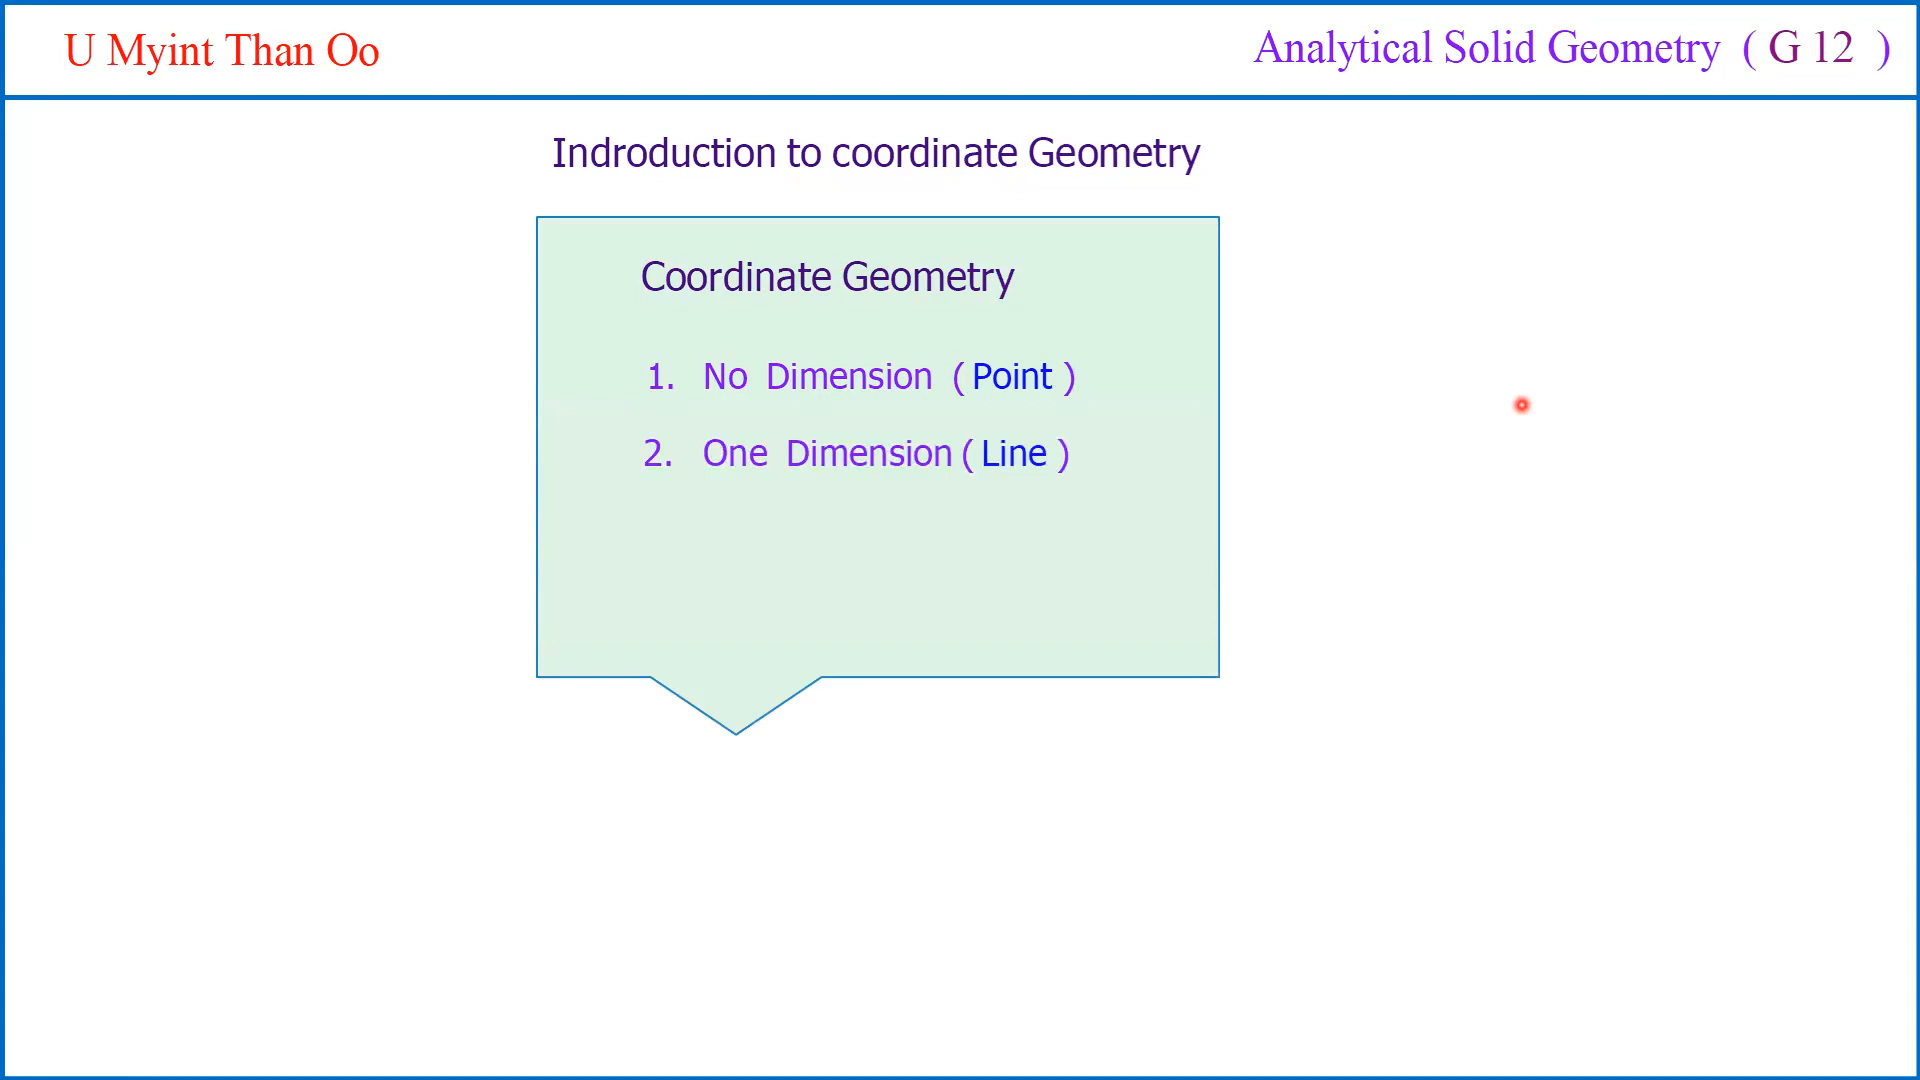 U Myint Than Oo
Analytical Solid Geometry ( G 12 )
Indroduction to coordinate Geometry
Coordinate Geometry
1. No Dimension ( Point )
2. One Dimension ( Line )